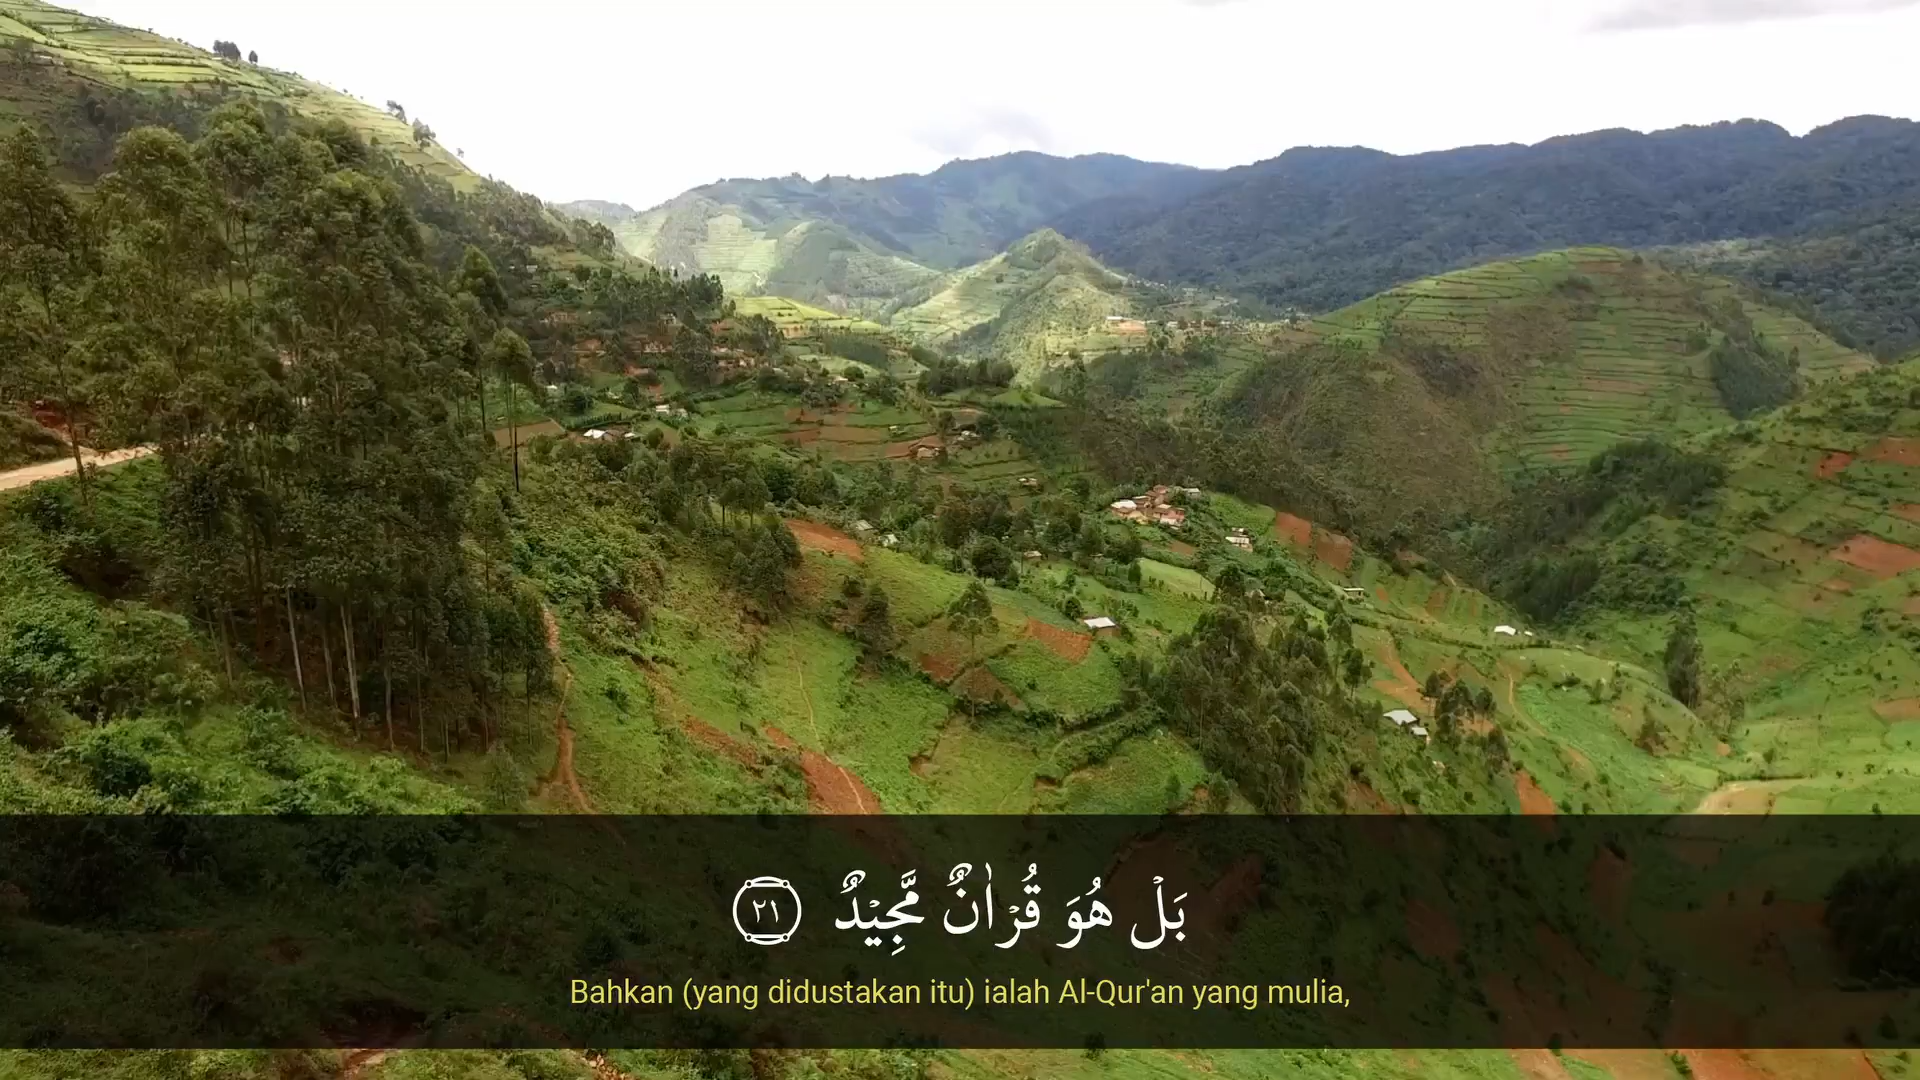 بَلْ هُوَ قُرْاٰنٌ مَّجِيْدٌ ۝٢١
Bahkan (yang didustakan itu) ialah Al-Qur'an yang mulia,